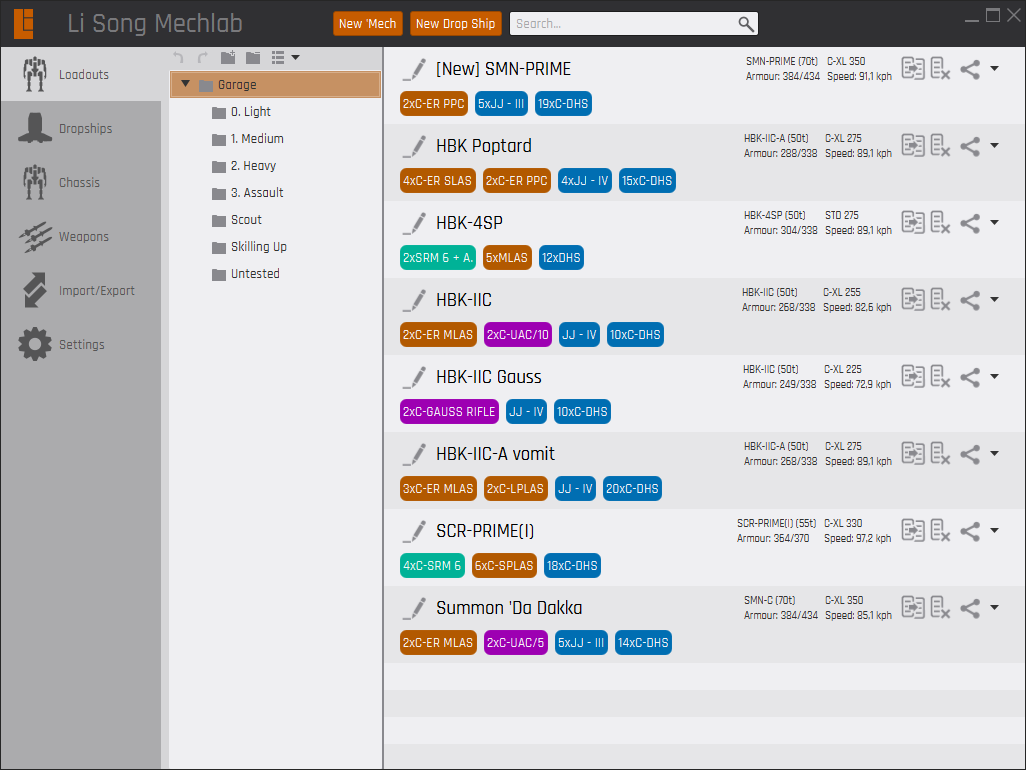 Li Song Mechlab
New 'Mech
New Drop Ship
Search...
Loadouts
Dropships
Chassis
Weapons
Import/Export
Settings
Garage
0. Light
1. Medium
2. Heavy
3. Assault
Scout
Skilling Up
Untested
[New] SMN-PRIME
SMN-PRIME (70t) C-XL 350
Armour: 384/434 Speed: 91,1 kph
2xC-ER PPC 5xJJ - III 19xC-DHS
HBK Poptard
HBK-IIC-A (50t) C-XL 275
Armour: 288/338 Speed: 89,1 kph
4xC-ER SLAS 2xC-ER PPC 4xJJ - IV 15xC-DHS
HBK-4SP
HBK-4SP (50t) STD 275
Armour: 304/338 Speed: 89,1 kph
2xSRM 6 + A. 5xMLAS 12xDHS
HBK-IIC
HBK-IIC (50t) C-XL 255
Armour: 268/338 Speed: 82,6 kph
2xC-ER MLAS 2xC-UAC/10 JJ - IV 10xC-DHS
HBK-IIC Gauss
HBK-IIC (50t) C-XL 225
Armour: 249/338 Speed: 72,9 kph
2xC-GAUSS RIFLE JJ - IV 10xC-DHS
HBK-IIC-A vomit
HBK-IIC-A (50t) C-XL 275
Armour: 268/338 Speed: 89,1 kph
3xC-ER MLAS 2xC-LPLAS JJ - IV 20xC-DHS
SCR-PRIME(I)
SCR-PRIME(I) (55t) C-XL 330
Armour: 364/370 Speed: 97,2 kph
4xC-SRM 6 6xC-SPLAS 18xC-DHS
Summon 'Da Dakka
SMN-C (70t) C-XL 350
Armour: 384/434 Speed: 85,1 kph
2xC-ER MLAS 2xC-UAC/5 5xJJ - III 14xC-DHS